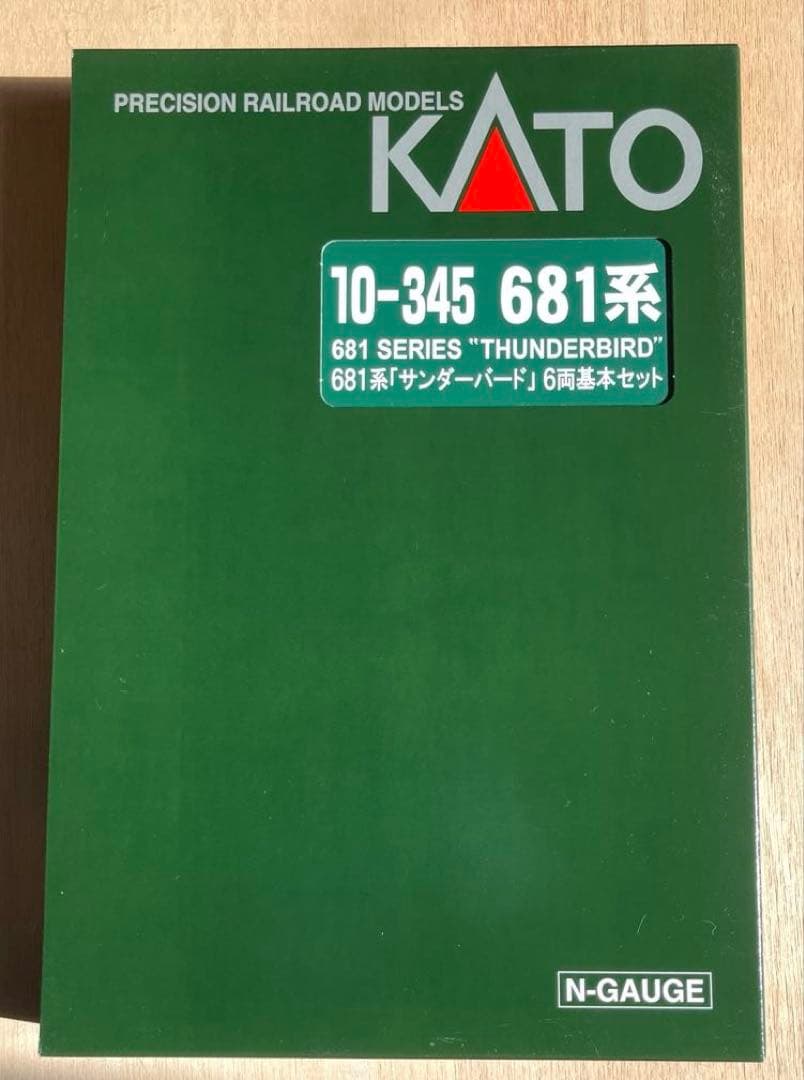 PRECISION RAILROAD MODELS
KATO
10-345 681系
681 SERIES "THUNDERBIRD"
681系「サンダーバード」6両基本セット
N-GAUGE